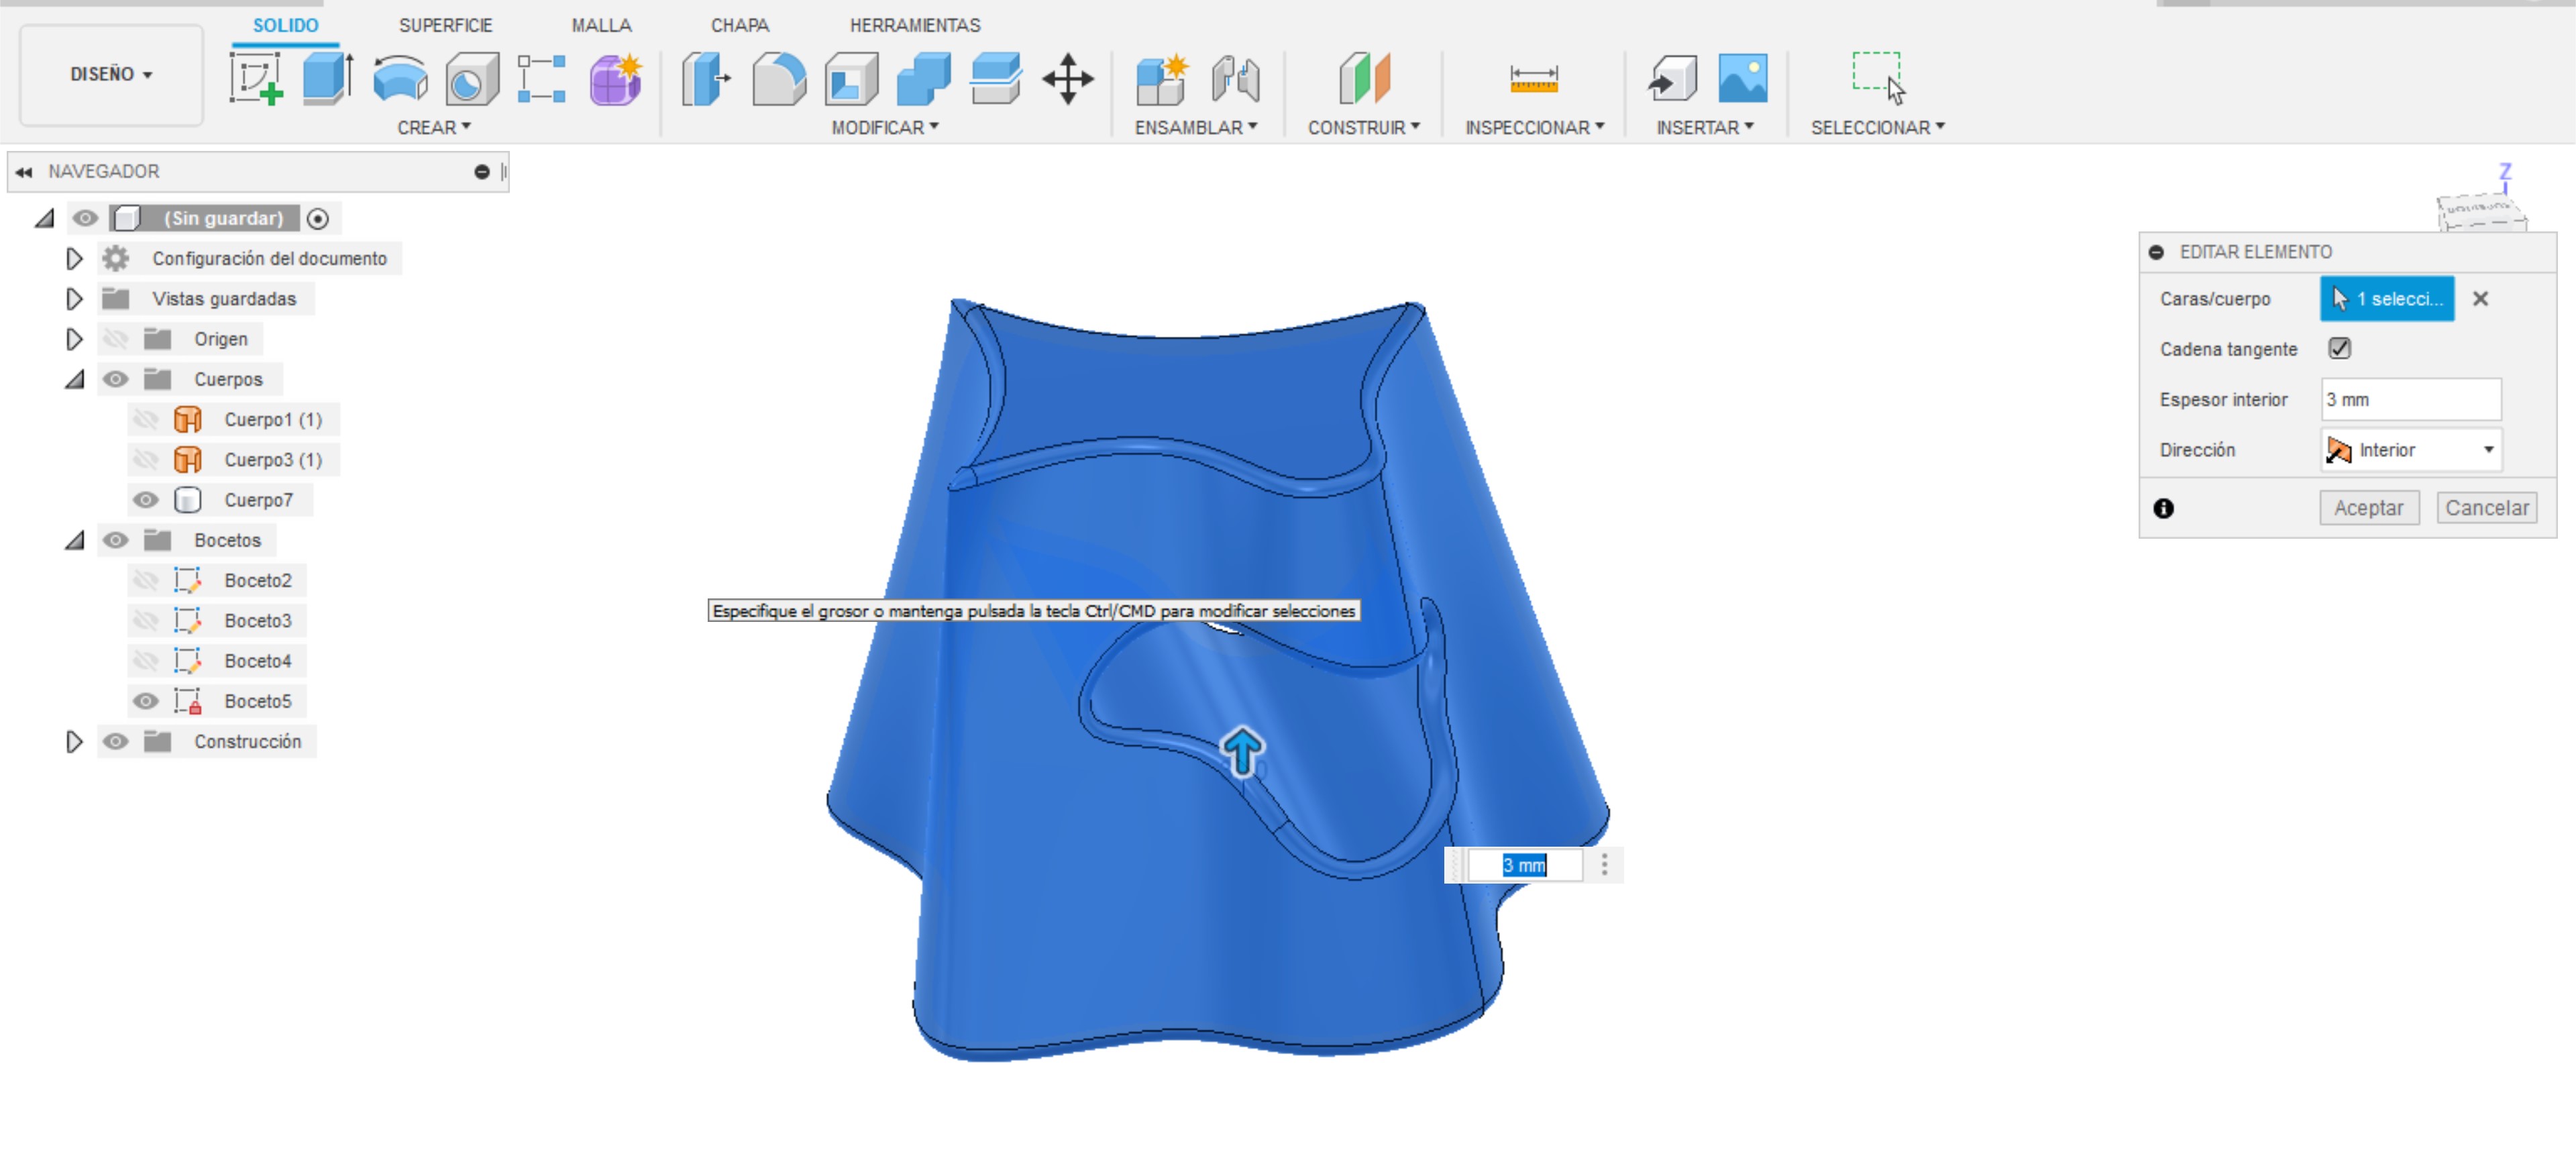 SOLIDO SUPERFICIE MALLA CHAPA HERRAMIENTAS
DISEÑO
CREAR MODIFICAR ENSAMBLAR CONSTRUIR INSPECCIONAR INSERTAR SELECCIONAR
NAVEGADOR
(Sin guardar)
Configuración del documento
Vistas guardadas
Origen
Cuerpos
Cuerpo1 (1)
Cuerpo3 (1)
Cuerpo7
Bocetos
Boceto2
Boceto3
Boceto4
Boceto5
Construcción
Especifique el grosor o mantenga pulsada la tecla Ctrl/CMD para modificar selecciones
3 mm
Z
EDITAR ELEMENTO
Caras/cuerpo 1 selecci...
Cadena tangente
Espesor interior 3 mm
Dirección Interior
Aceptar Cancelar